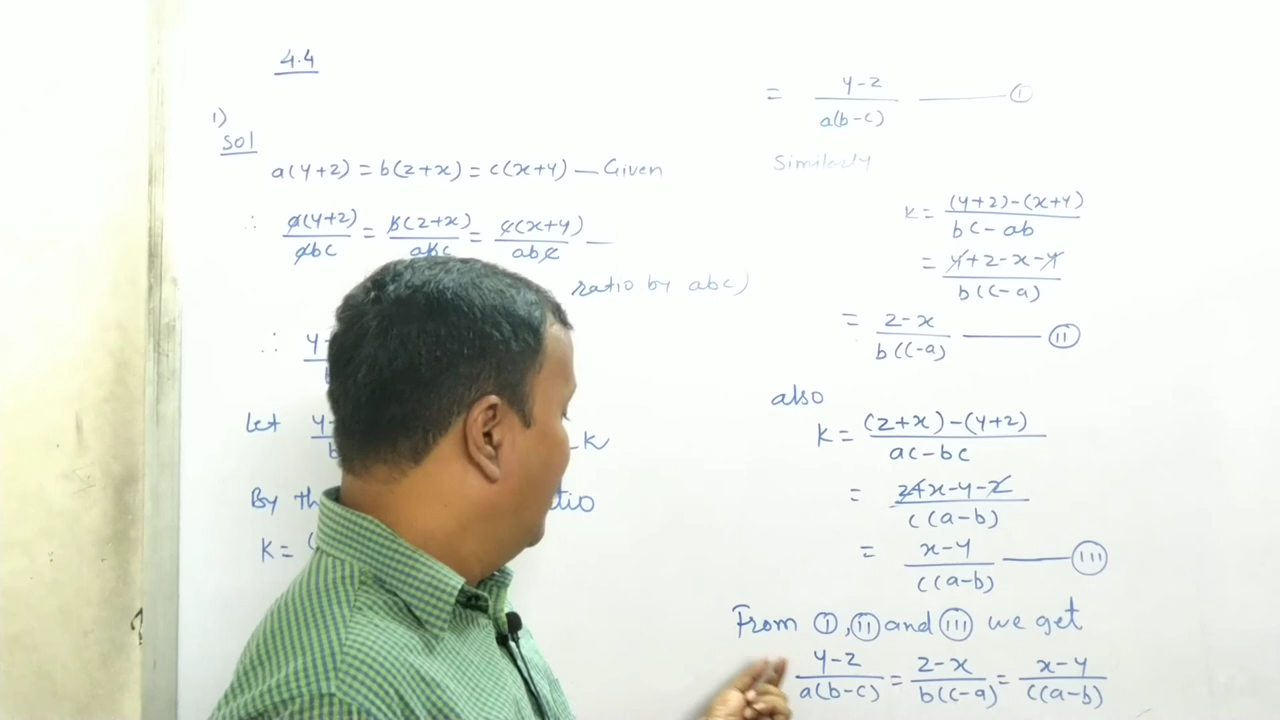 4.4
1)
Sol
a(y+z) = b(z+x) = c(x+y) — Given
∴ a(y+z)/abc = b(z+x)/abc = c(x+y)/abc —
ratio by abc)
∴ y
Let y = k
By th tio
K = (
= y-z/a(b-c) —— (I)
Similarly
k = (y+z)-(x+y)/bc-ab
= y+z-x-y/b(c-a)
= z-x/b(c-a) —— (II)
also
k = (z+x)-(y+z)/ac-bc
= z+x-y-z/c(a-b)
= x-y/c(a-b) —— (III)
From (I), (II) and (III) we get
y-z/a(b-c) = z-x/b(c-a) = x-y/c(a-b)